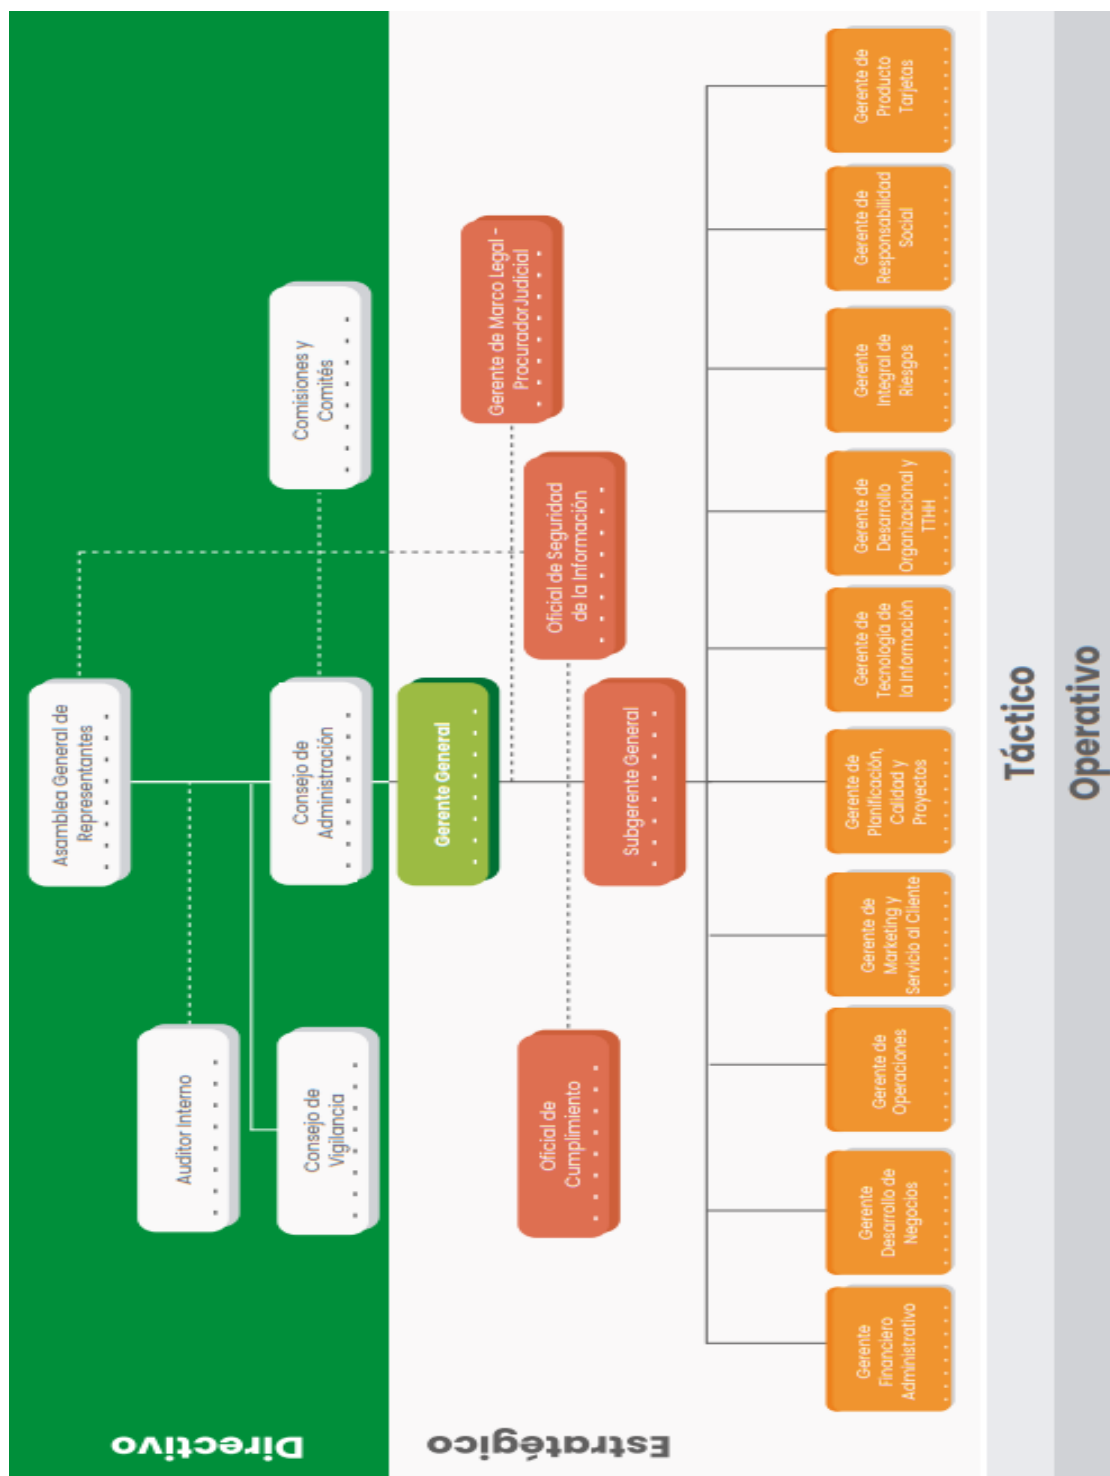 Asamblea General de
Representantes
Auditor Interno
Consejo de
Vigilancia
Consejo de
Administración
Comisiones y
Comités
Directivo
Gerente General
Gerente de Marco Legal -
Procurador Judicial
Oficial de
Cumplimiento
Oficial de Seguridad
de la Información
Subgerente General
Estratégico
Gerente
Financiero
Administrativo
Gerente
Desarrollo de
Negocios
Gerente de
Operaciones
Gerente de
Marketing y
Servicio al Cliente
Gerente de
Planificación,
Calidad y
Proyectos
Gerente de
Tecnología de
la Información
Gerente de
Desarrollo
Organizacional y
TTHH
Gerente
Integral de
Riesgos
Gerente de
Responsabilidad
Social
Gerente de
Producto
Tarjetas
Táctico
Operativo